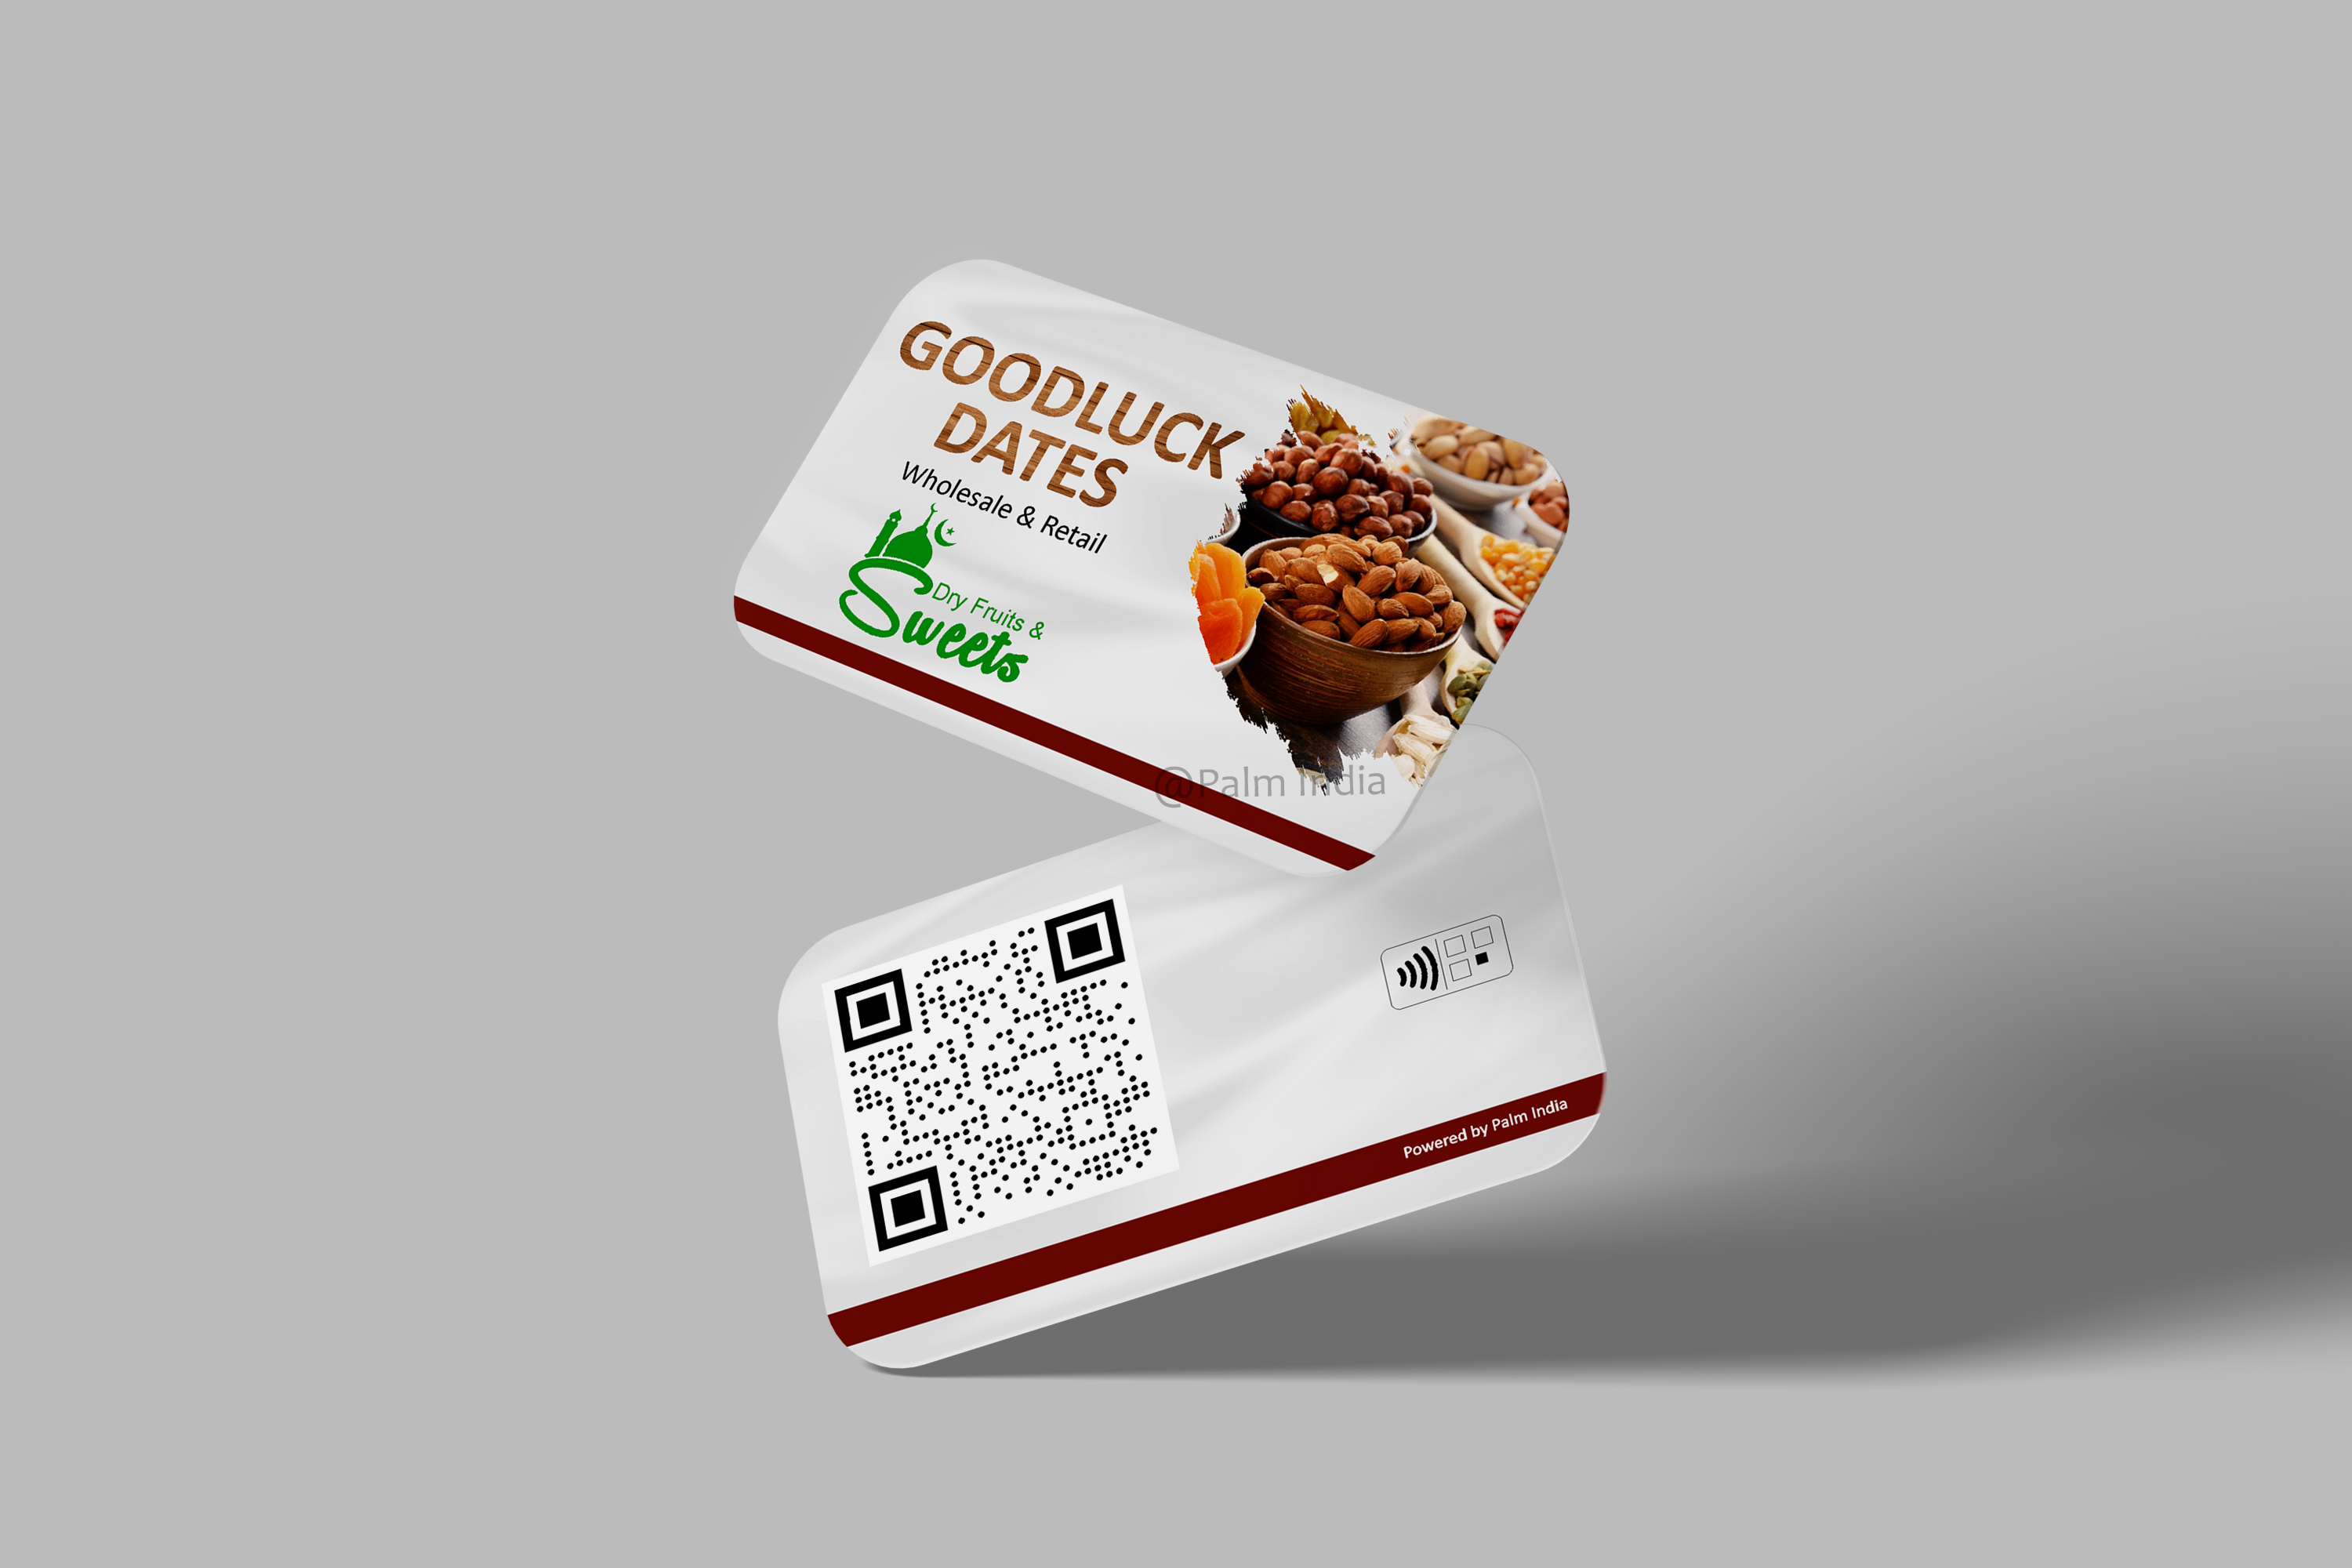 GOODLUCK
DATES
Wholesale & Retail
Dry Fruits &
Sweets
@Palm India
Powered by Palm India